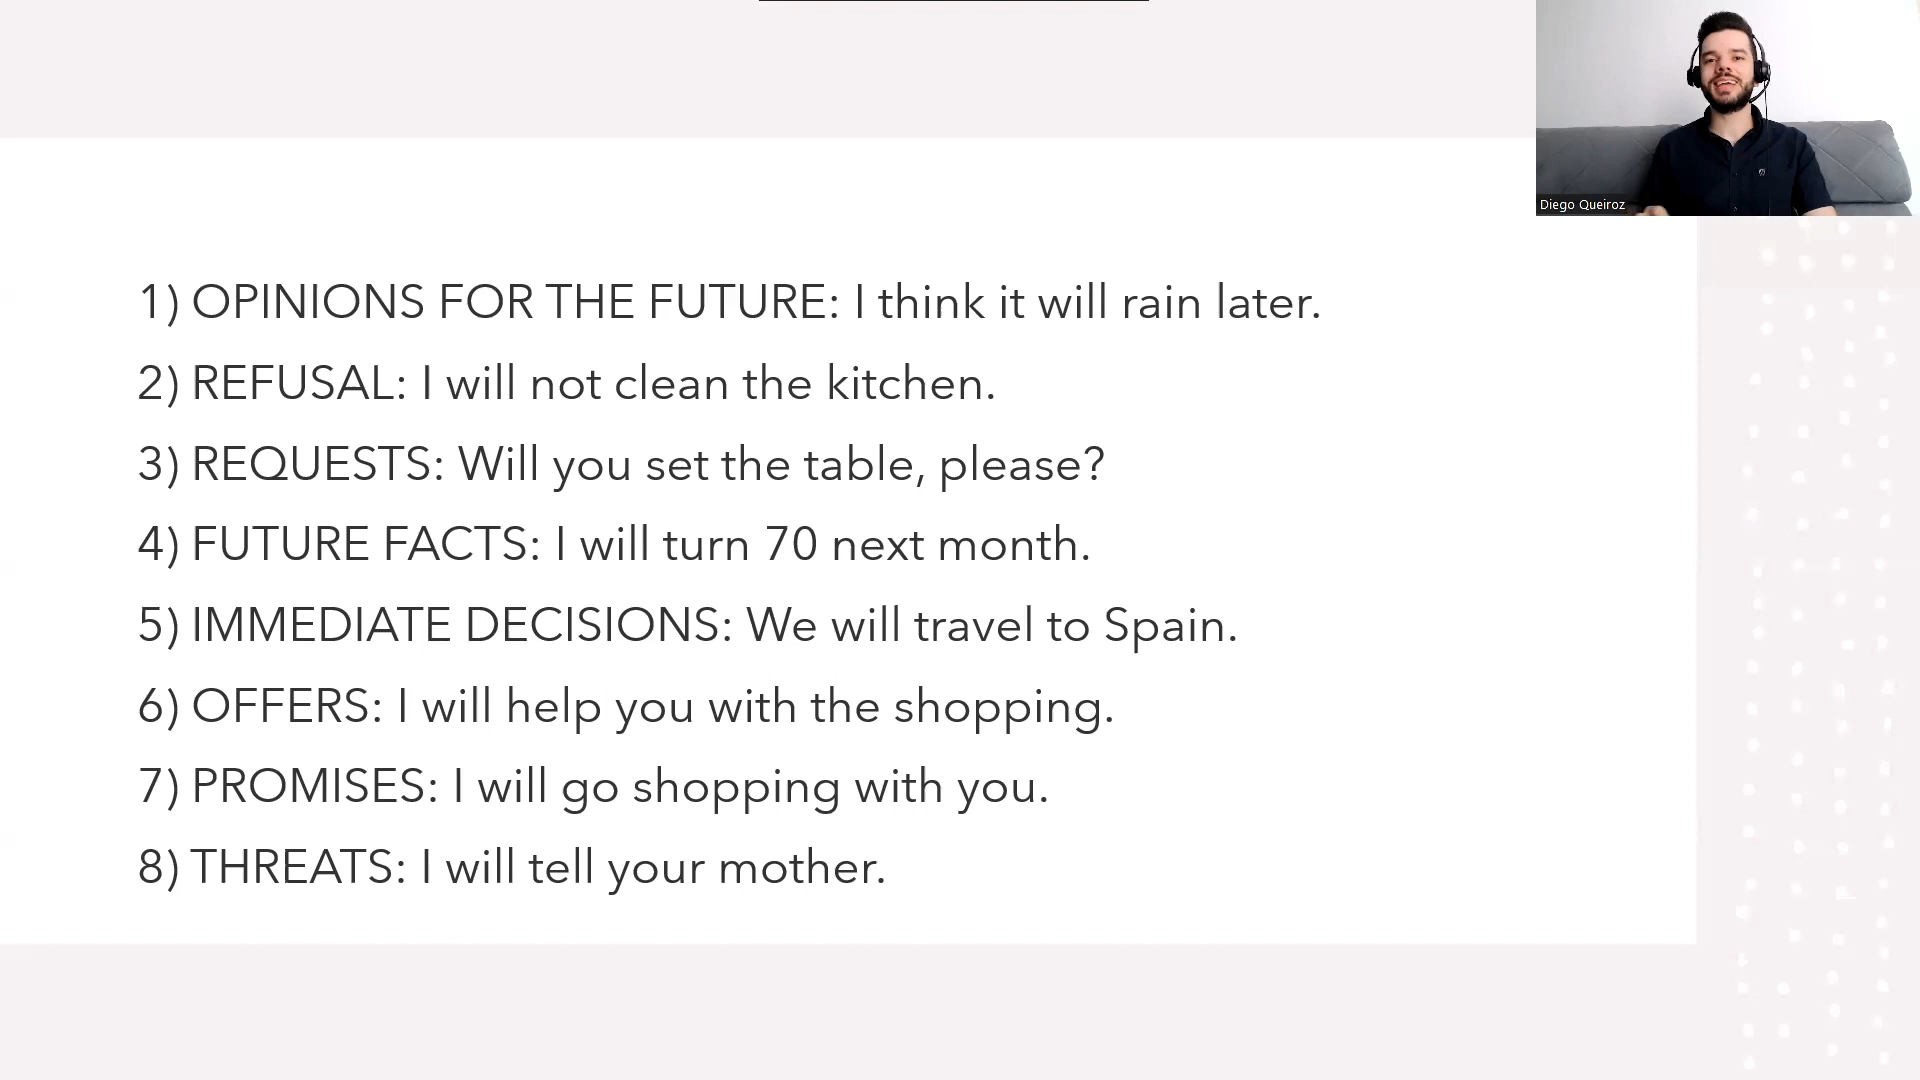 Diego Queiroz
1) OPINIONS FOR THE FUTURE: I think it will rain later.
2) REFUSAL: I will not clean the kitchen.
3) REQUESTS: Will you set the table, please?
4) FUTURE FACTS: I will turn 70 next month.
5) IMMEDIATE DECISIONS: We will travel to Spain.
6) OFFERS: I will help you with the shopping.
7) PROMISES: I will go shopping with you.
8) THREATS: I will tell your mother.